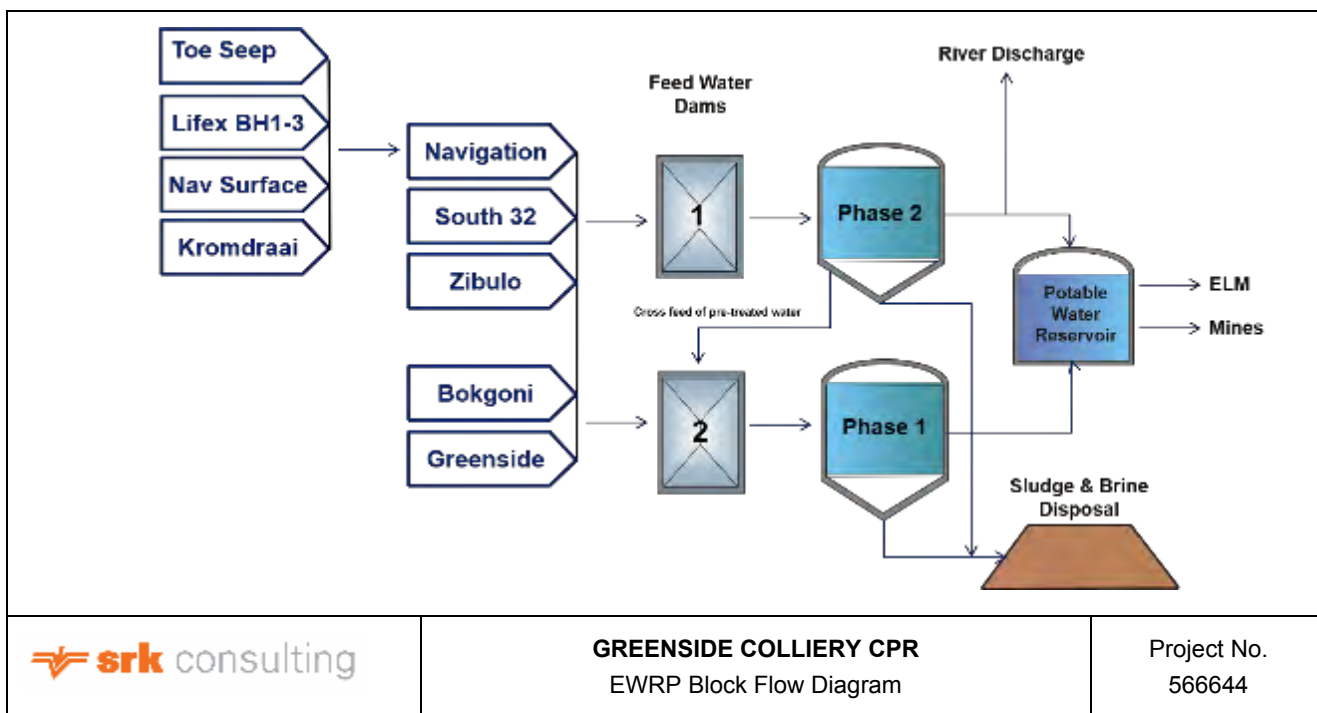 Toe Seep
Lifex BH1-3
Nav Surface
Kromdraai
Navigation
South 32
Zibulo
Bokgoni
Greenside
Feed Water
Dams
1
2
Cross feed of pre-treated water
Phase 2
Phase 1
River Discharge
Potable
Water
Reservoir
ELM
Mines
Sludge & Brine
Disposal
srk consulting
GREENSIDE COLLIERY CPR
EWRP Block Flow Diagram
Project No.
566644